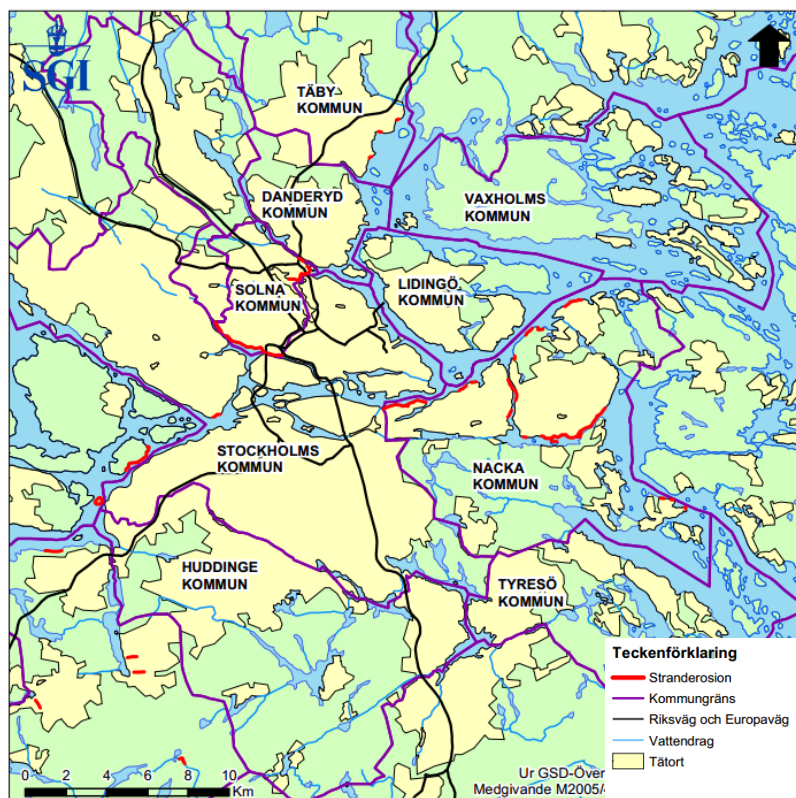 SGI
TÄBY
KOMMUN
DANDERYD
KOMMUN
VAXHOLMS
KOMMUN
SOLNA
KOMMUN
LIDINGÖ
KOMMUN
STOCKHOLMS
KOMMUN
NACKA
KOMMUN
HUDDINGE
KOMMUN
TYRESÖ
KOMMUN
Teckenförklaring
Stranderosion
Kommungräns
Riksväg och Europaväg
Vattendrag
Tätort
0 2 4 6 8 10
Km
Ur GSD-Över
Medgivande M2005/